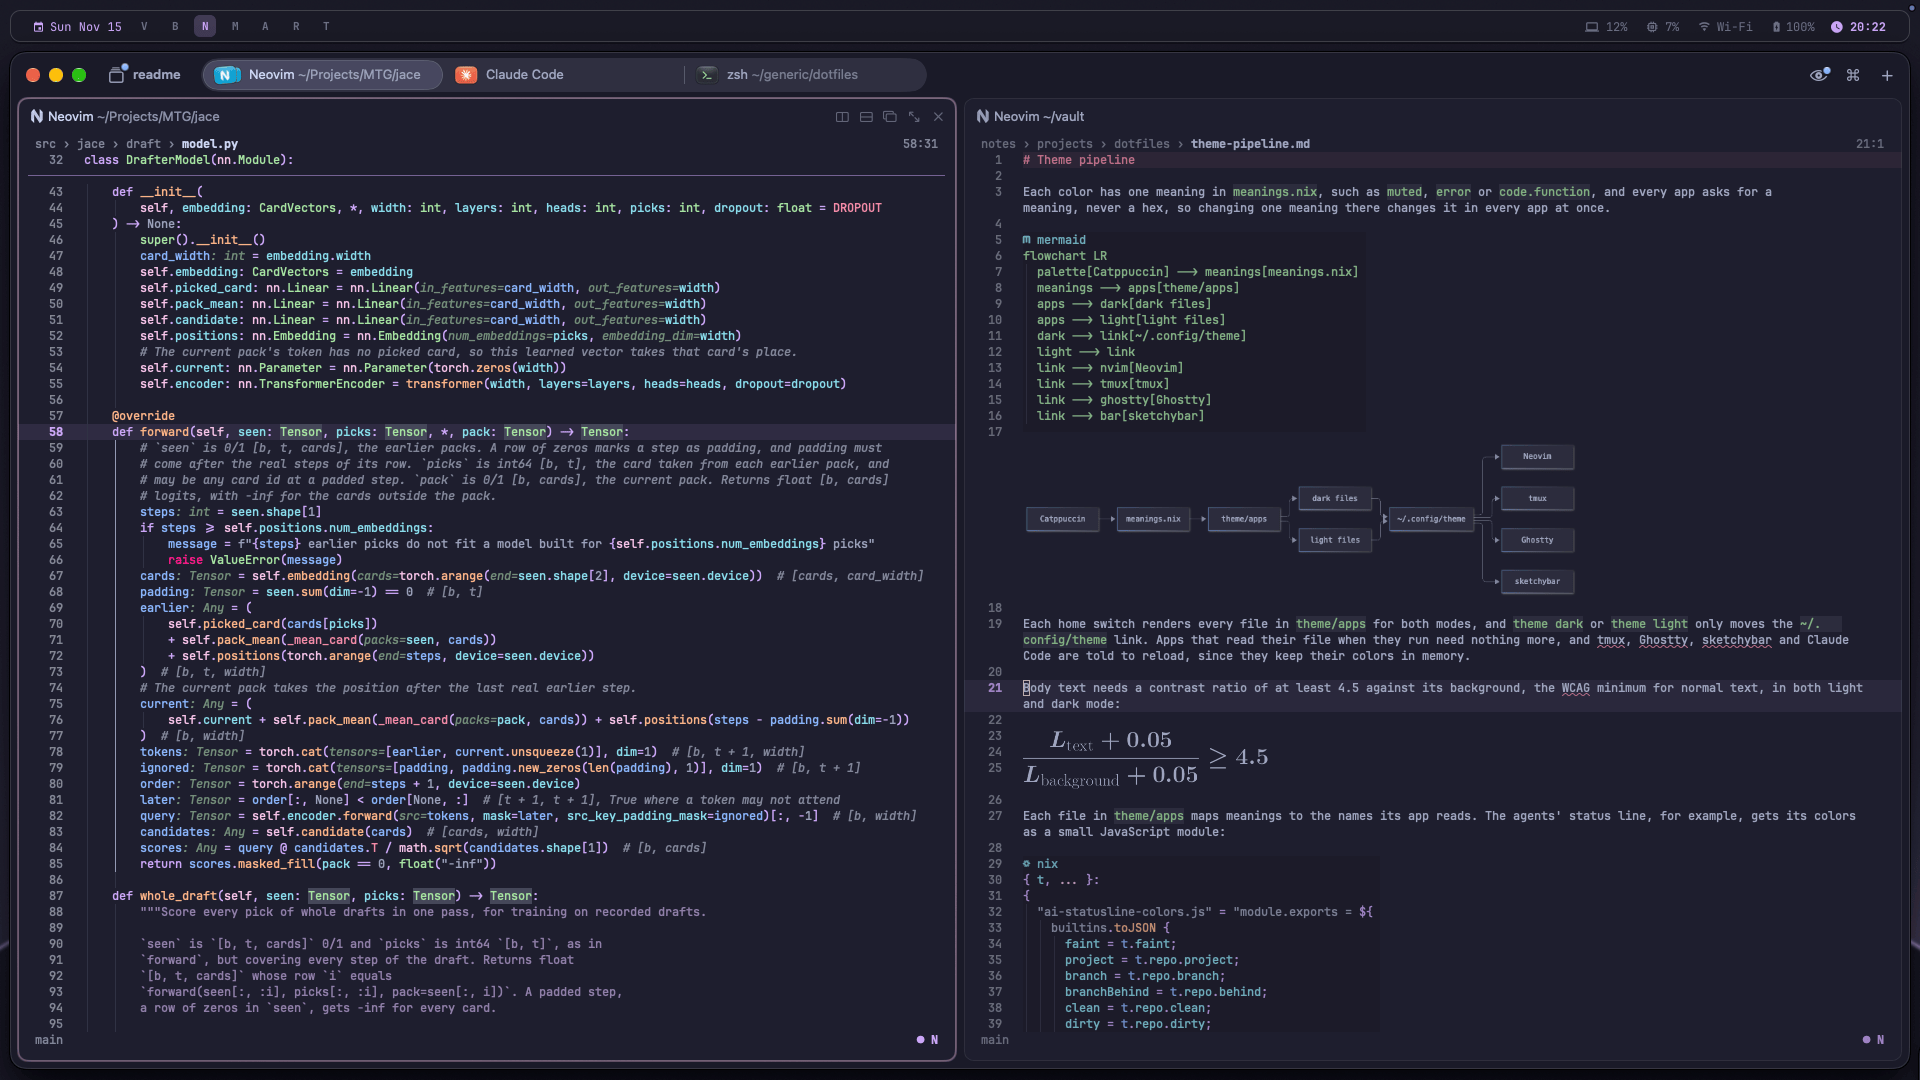 Sun Nov 15 V B N M A R T 12% 7% Wi-Fi 100% 20:22
readme
Neovim ~/Projects/MTG/jace
Claude Code
zsh ~/generic/dotfiles
Neovim ~/Projects/MTG/jace
src › jace › draft › model.py 58:31
32 class DrafterModel(nn.Module):
43 def __init__(
44 self, embedding: CardVectors, *, width: int, layers: int, heads: int, picks: int, dropout: float = DROPOUT
45 ) -> None:
46 super().__init__()
47 card_width: int = embedding.width
48 self.embedding: CardVectors = embedding
49 self.picked_card: nn.Linear = nn.Linear(in_features=card_width, out_features=width)
50 self.pack_mean: nn.Linear = nn.Linear(in_features=card_width, out_features=width)
51 self.candidate: nn.Linear = nn.Linear(in_features=card_width, out_features=width)
52 self.positions: nn.Embedding = nn.Embedding(num_embeddings=picks, embedding_dim=width)
53 # The current pack's token has no picked card, so this learned vector takes that card's place.
54 self.current: nn.Parameter = nn.Parameter(torch.zeros(width))
55 self.encoder: nn.TransformerEncoder = transformer(width, layers=layers, heads=heads, dropout=dropout)
56
57 @override
58 def forward(self, seen: Tensor, picks: Tensor, *, pack: Tensor) -> Tensor:
59 # `seen` is 0/1 [b, t, cards], the earlier packs. A row of zeros marks a step as padding, and padding must
60 # come after the real steps of its row. `picks` is int64 [b, t], the card taken from each earlier pack, and
61 # may be any card id at a padded step. `pack` is 0/1 [b, cards], the current pack. Returns float [b, cards]
62 # logits, with -inf for the cards outside the pack.
63 steps: int = seen.shape[1]
64 if steps >= self.positions.num_embeddings:
65 message = f"{steps} earlier picks do not fit a model built for {self.positions.num_embeddings} picks"
66 raise ValueError(message)
67 cards: Tensor = self.embedding(cards=torch.arange(end=seen.shape[2], device=seen.device)) # [cards, card_width]
68 padding: Tensor = seen.sum(dim=-1) == 0 # [b, t]
69 earlier: Any = (
70 self.picked_card(cards[picks])
71 + self.pack_mean(_mean_card(packs=seen, cards))
72 + self.positions(torch.arange(end=steps, device=seen.device))
73 ) # [b, t, width]
74 # The current pack takes the position after the last real earlier step.
75 current: Any = (
76 self.current + self.pack_mean(_mean_card(packs=pack, cards)) + self.positions(steps - padding.sum(dim=-1))
77 ) # [b, width]
78 tokens: Tensor = torch.cat(tensors=[earlier, current.unsqueeze(1)], dim=1) # [b, t + 1, width]
79 ignored: Tensor = torch.cat(tensors=[padding, padding.new_zeros(len(padding), 1)], dim=1) # [b, t + 1]
80 order: Tensor = torch.arange(end=steps + 1, device=seen.device)
81 later: Tensor = order[:, None] < order[None, :] # [t + 1, t + 1], True where a token may not attend
82 query: Tensor = self.encoder.forward(src=tokens, mask=later, src_key_padding_mask=ignored)[:, -1] # [b, width]
83 candidates: Any = self.candidate(cards) # [cards, width]
84 scores: Any = query @ candidates.T / math.sqrt(candidates.shape[1]) # [b, cards]
85 return scores.masked_fill(pack == 0, float("-inf"))
86
87 def whole_draft(self, seen: Tensor, picks: Tensor) -> Tensor:
88 """Score every pick of whole drafts in one pass, for training on recorded drafts.
89
90 `seen` is `[b, t, cards]` 0/1 and `picks` is int64 `[b, t]`, as in
91 `forward`, but covering every step of the draft. Returns float
92 `[b, t, cards]` whose row `i` equals
93 `forward(seen[:, :i], picks[:, :i], pack=seen[:, i])`. A padded step,
94 a row of zeros in `seen`, gets -inf for every card.
95
main N
Neovim ~/vault
notes › projects › dotfiles › theme-pipeline.md 21:1
1 # Theme pipeline
2
3 Each color has one meaning in meanings.nix, such as muted, error or code.function, and every app asks for a
meaning, never a hex, so changing one meaning there changes it in every app at once.
4
5 mermaid
6 flowchart LR
7 palette[Catppuccin] --> meanings[meanings.nix]
8 meanings --> apps[theme/apps]
9 apps --> dark[dark files]
10 apps --> light[light files]
11 dark --> link[~/.config/theme]
12 light --> link
13 link --> nvim[Neovim]
14 link --> tmux[tmux]
15 link --> ghostty[Ghostty]
16 link --> bar[sketchybar]
17
Catppuccin
meanings.nix
theme/apps
dark files
light files
~/.config/theme
Neovim
tmux
Ghostty
sketchybar
18
19 Each home switch renders every file in theme/apps for both modes, and theme dark or theme light only moves the ~/.
config/theme link. Apps that read their file when they run need nothing more, and tmux, Ghostty, sketchybar and Claude
Code are told to reload, since they keep their colors in memory.
20
21 Body text needs a contrast ratio of at least 4.5 against its background, the WCAG minimum for normal text, in both light
and dark mode:
22
23
24
25
L text + 0.05
L background + 0.05 ≥ 4.5
26
27 Each file in theme/apps maps meanings to the names its app reads. The agents' status line, for example, gets its colors
as a small JavaScript module:
28
29 nix
30 { t, ... }:
31 {
32 "ai-statusline-colors.js" = "module.exports = ${
33 builtins.toJSON {
34 faint = t.faint;
35 project = t.repo.project;
36 branch = t.repo.branch;
37 branchBehind = t.repo.behind;
38 clean = t.repo.clean;
39 dirty = t.repo.dirty;
main N